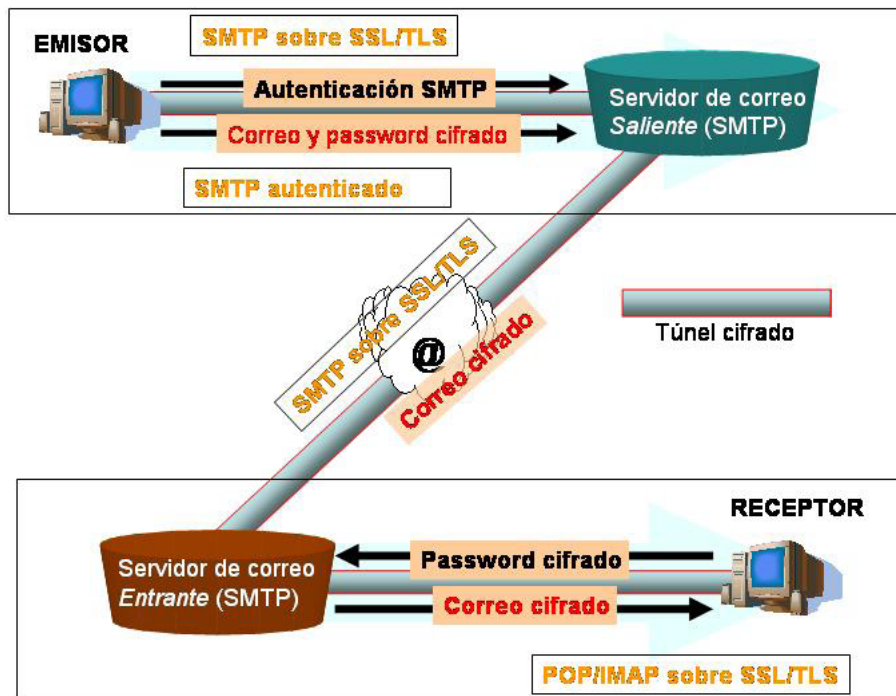 EMISOR
SMTP sobre SSL/TLS
Autenticación SMTP
Correo y password cifrado
SMTP autenticado
Servidor de correo
Saliente (SMTP)
SMTP sobre SSL/TLS
@
Correo cifrado
Túnel cifrado
RECEPTOR
Servidor de correo
Entrante (SMTP)
Password cifrado
Correo cifrado
POP/IMAP sobre SSL/TLS